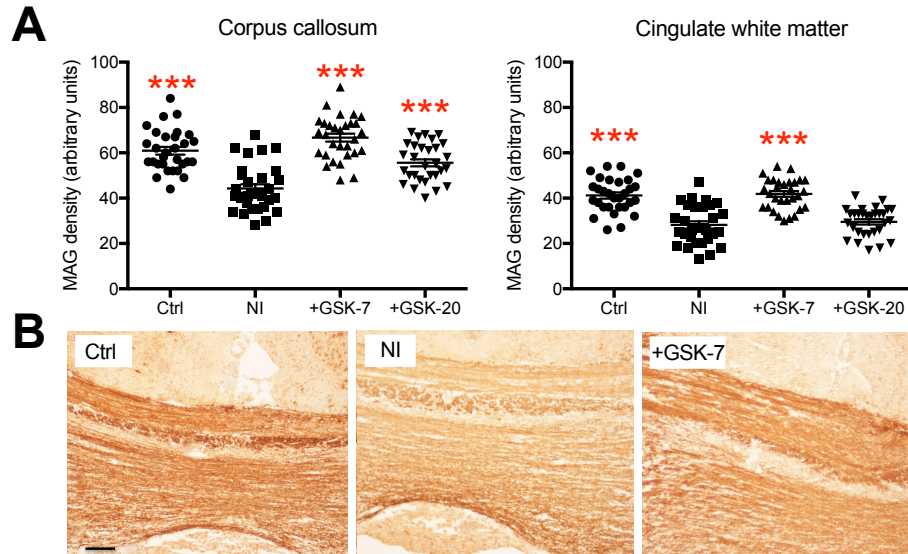 A
Corpus callosum
***
***
***
MAG density (arbitrary units)
100
80
60
40
20
0
Ctrl
NI
+GSK-7
+GSK-20
Cingulate white matter
***
***
MAG density (arbitrary units)
100
80
60
40
20
0
Ctrl
NI
+GSK-7
+GSK-20
B
Ctrl
NI
+GSK-7